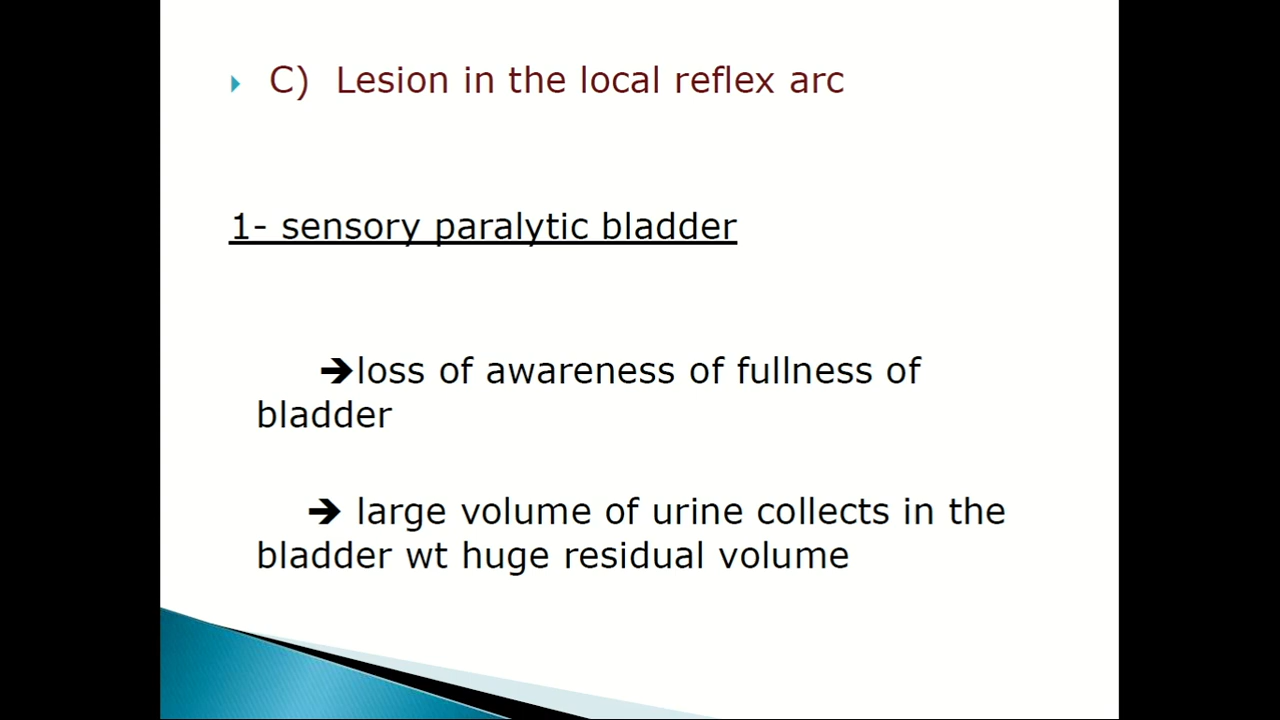 C) Lesion in the local reflex arc
1- sensory paralytic bladder
➔loss of awareness of fullness of
bladder
➔ large volume of urine collects in the
bladder wt huge residual volume